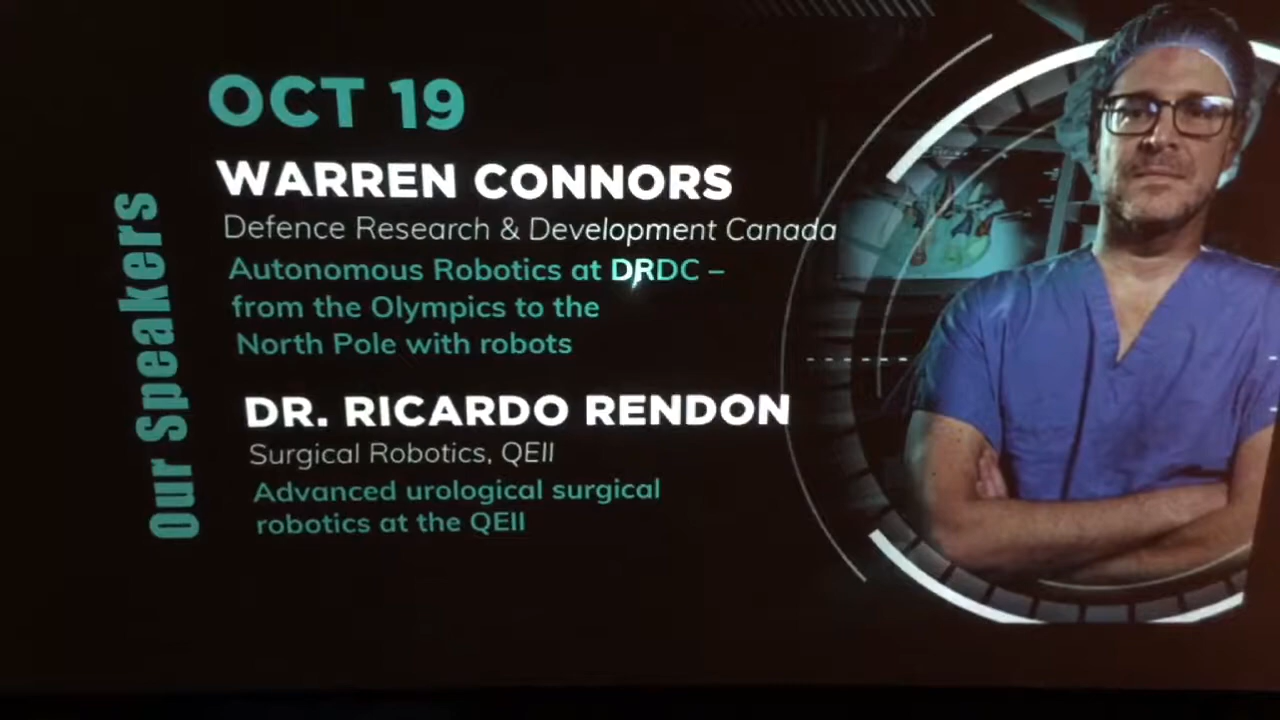 Our Speakers
OCT 19
WARREN CONNORS
Defence Research & Development Canada
Autonomous Robotics at DRDC –
from the Olympics to the
North Pole with robots
DR. RICARDO RENDON
Surgical Robotics, QEII
Advanced urological surgical
robotics at the QEII